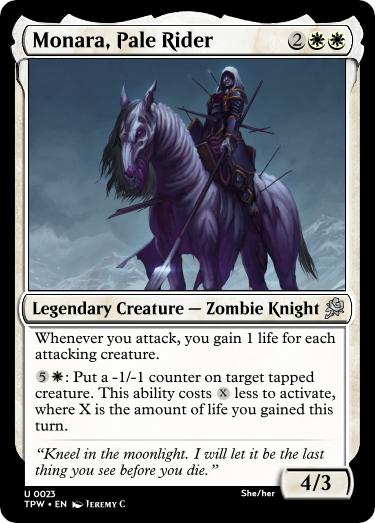 Monara, Pale Rider 2
Legendary Creature — Zombie Knight
Whenever you attack, you gain 1 life for each
attacking creature.
5: Put a -1/-1 counter on target tapped
creature. This ability costs X less to activate,
where X is the amount of life you gained this
turn.
“Kneel in the moonlight. I will let it be the last
thing you see before you die.”
4/3
U 0023
She/her
TPW • EN Jeremy C